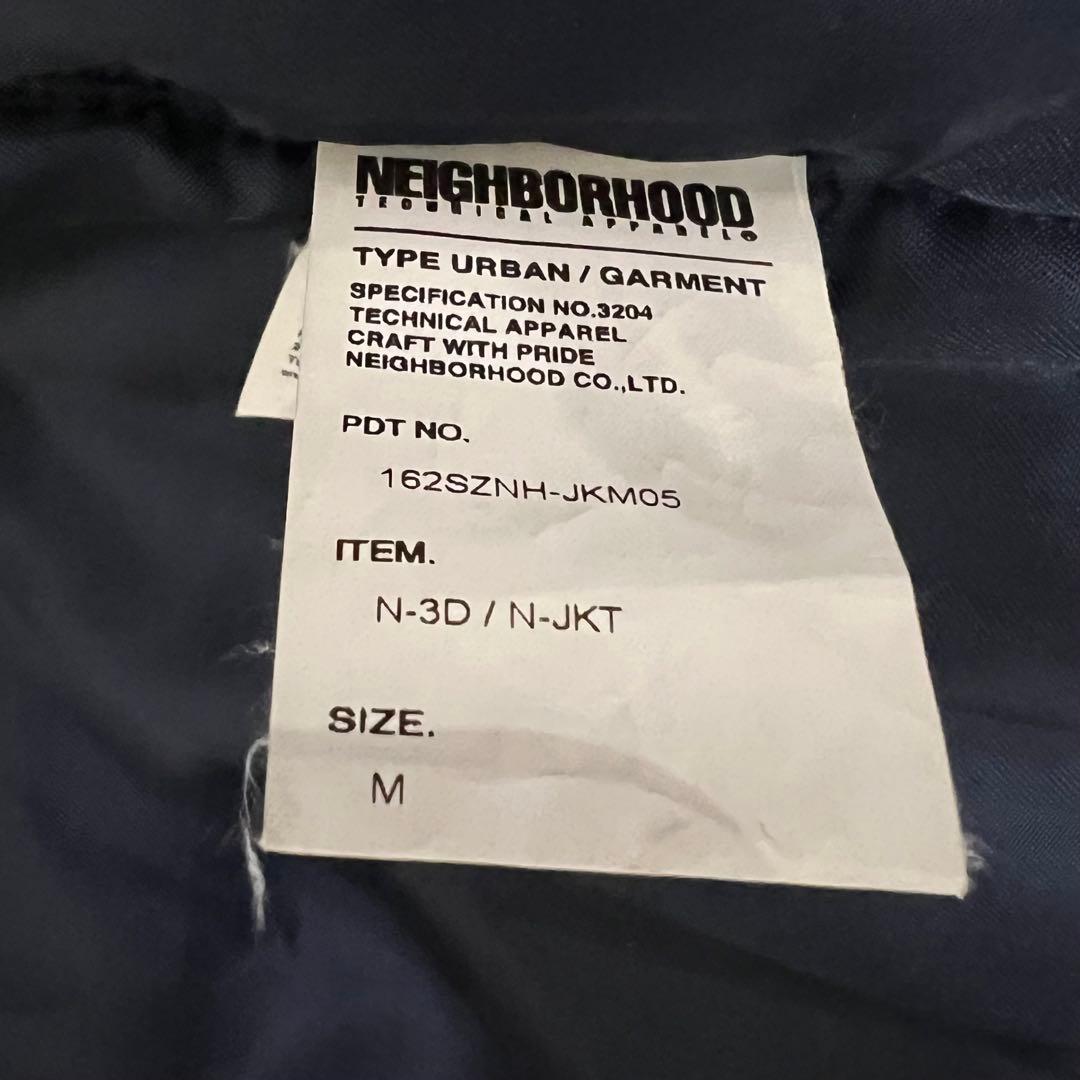 NEIGHBORHOOD
TECHNICAL APPAREL
TYPE URBAN / GARMENT
SPECIFICATION NO.3204
TECHNICAL APPAREL
CRAFT WITH PRIDE
NEIGHBORHOOD CO.,LTD.
PDT NO.
162SZNH-JKM05
ITEM.
N-3D / N-JKT
SIZE.
M